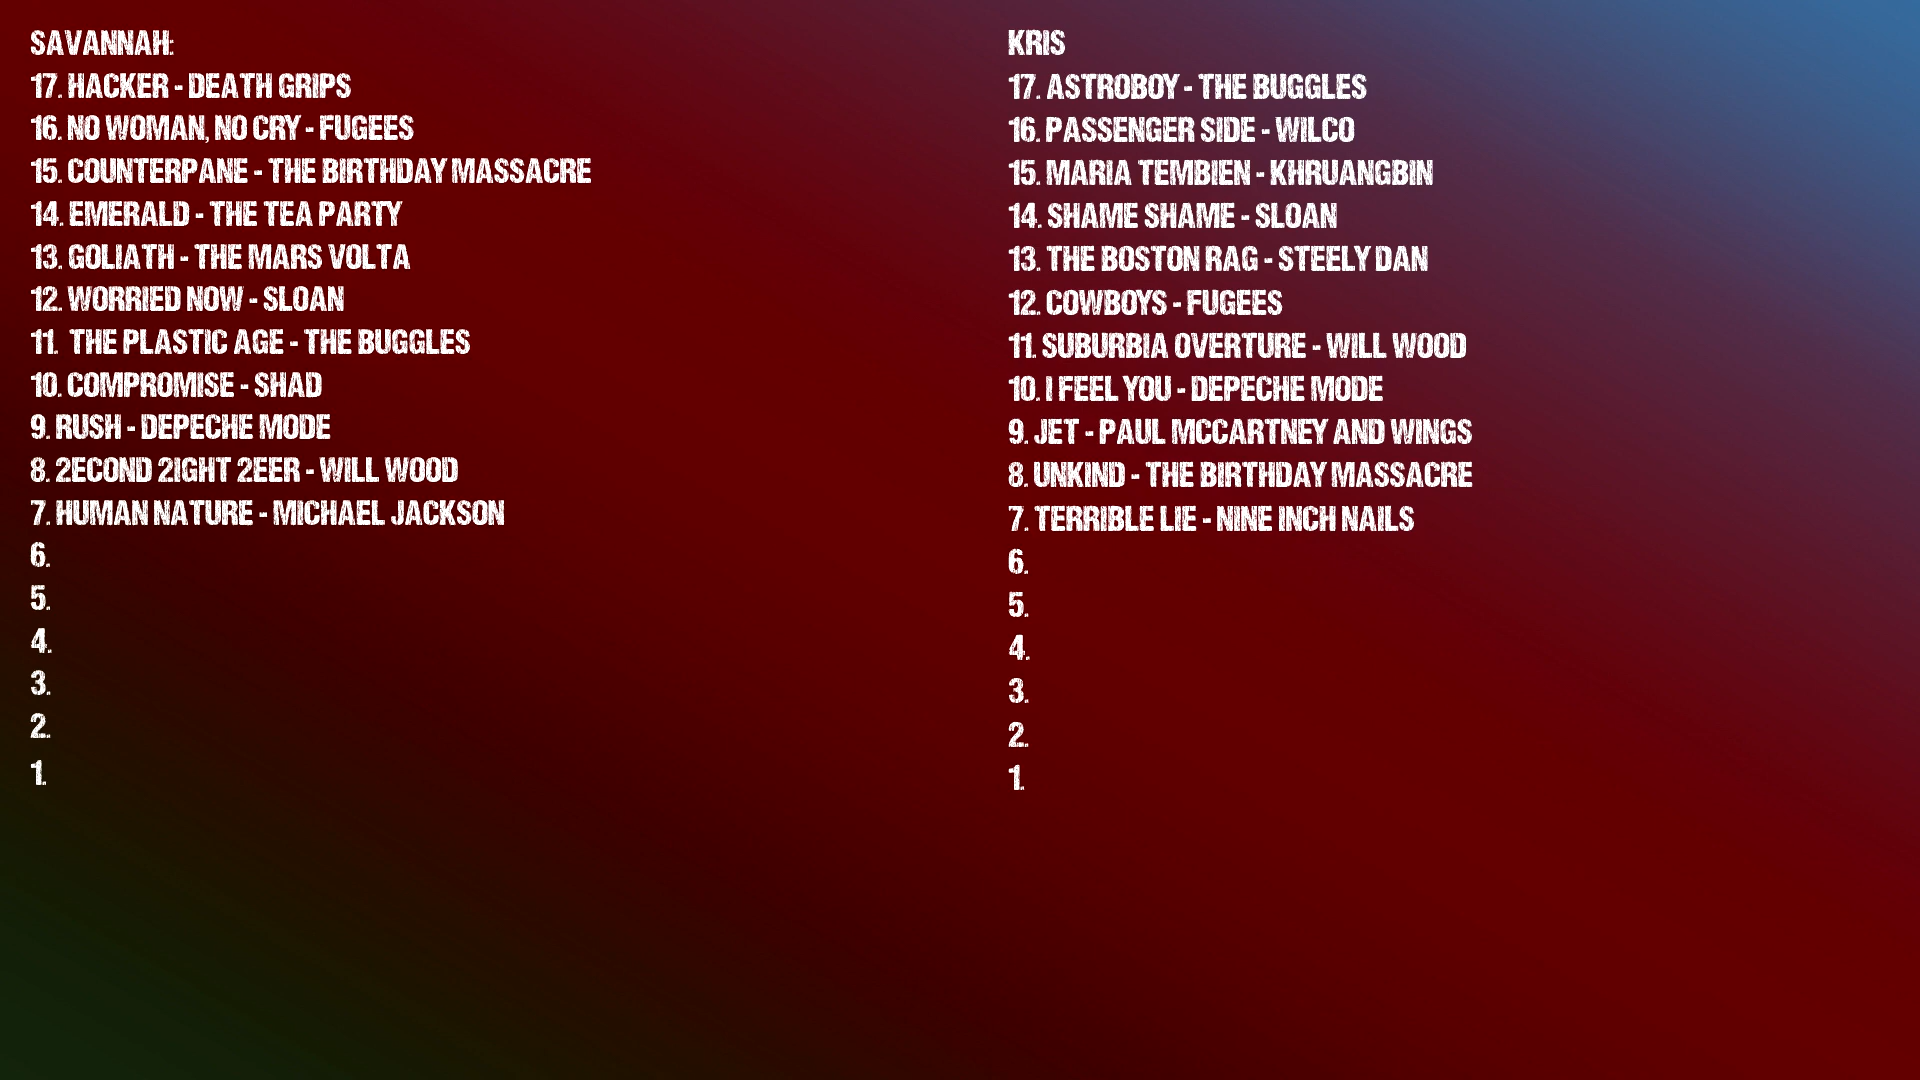 SAVANNAH:
17. HACKER - DEATH GRIPS
16. NO WOMAN, NO CRY - FUGEES
15. COUNTERPANE - THE BIRTHDAY MASSACRE
14. EMERALD - THE TEA PARTY
13. GOLIATH - THE MARS VOLTA
12. WORRIED NOW - SLOAN
11. THE PLASTIC AGE - THE BUGGLES
10. COMPROMISE - SHAD
9. RUSH - DEPECHE MODE
8. 2ECOND 2IGHT 2EER - WILL WOOD
7. HUMAN NATURE - MICHAEL JACKSON
6.
5.
4.
3.
2.
1.
KRIS
17. ASTROBOY - THE BUGGLES
16. PASSENGER SIDE - WILCO
15. MARIA TEMBIEN - KHRUANGBIN
14. SHAME SHAME - SLOAN
13. THE BOSTON RAG - STEELY DAN
12. COWBOYS - FUGEES
11. SUBURBIA OVERTURE - WILL WOOD
10. I FEEL YOU - DEPECHE MODE
9. JET - PAUL MCCARTNEY AND WINGS
8. UNKIND - THE BIRTHDAY MASSACRE
7. TERRIBLE LIE - NINE INCH NAILS
6.
5.
4.
3.
2.
1.